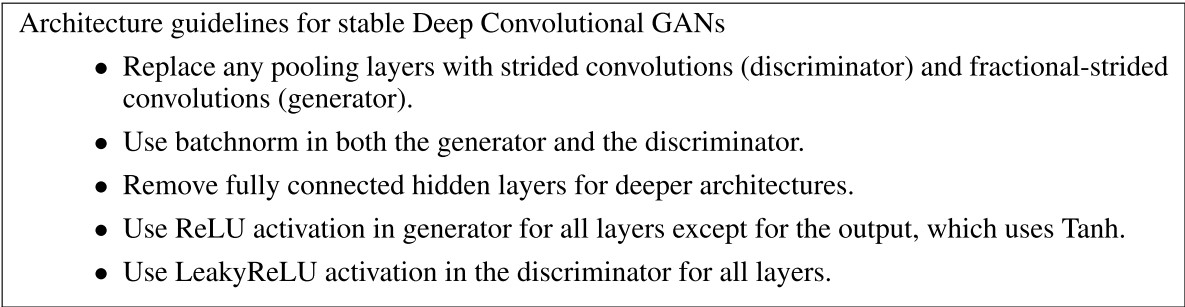 Architecture guidelines for stable Deep Convolutional GANs
• Replace any pooling layers with strided convolutions (discriminator) and fractional-strided
convolutions (generator).
• Use batchnorm in both the generator and the discriminator.
• Remove fully connected hidden layers for deeper architectures.
• Use ReLU activation in generator for all layers except for the output, which uses Tanh.
• Use LeakyReLU activation in the discriminator for all layers.